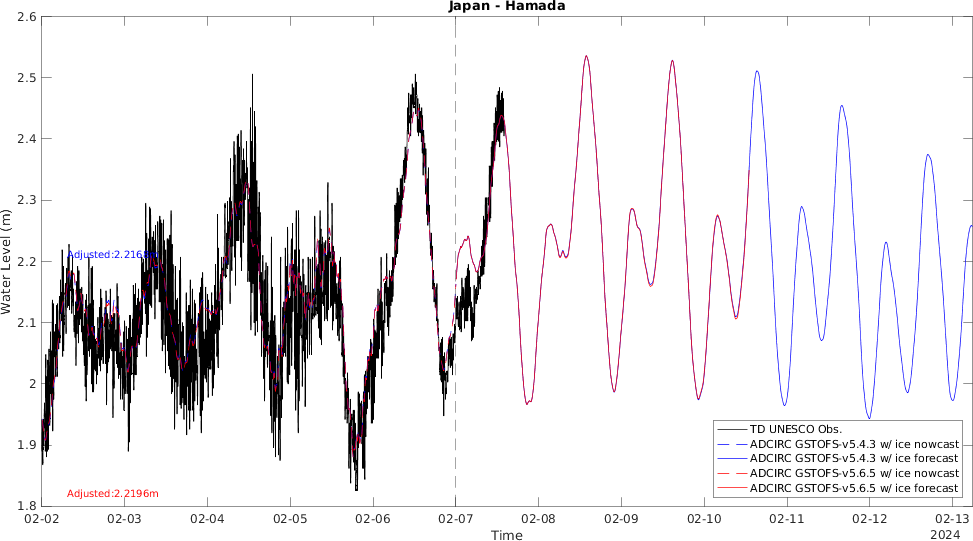 Japan - Hamada
2.6
2.5
2.4
2.3
2.2
2.1
2
1.9
1.8
Water Level (m)
Adjusted:2.2196m
TD UNESCO Obs.
ADCIRC GSTOFS-v5.4.3 w/ ice nowcast
ADCIRC GSTOFS-v5.4.3 w/ ice forecast
ADCIRC GSTOFS-v5.6.5 w/ ice nowcast
ADCIRC GSTOFS-v5.6.5 w/ ice forecast
02-02 02-03 02-04 02-05 02-06 02-07 02-08 02-09 02-10 02-11 02-12 02-13
Time
2024